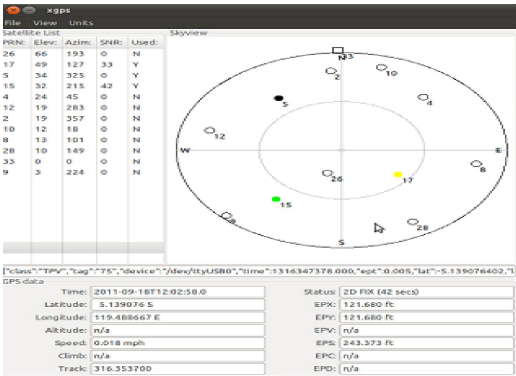 xgps
File View Units
Satellite List
Skyview
PRN: Elev: Azim: SNR: Used:
26 66 193 0 N
17 49 127 33 Y
5 34 325 0 Y
15 32 215 42 Y
4 24 45 0 N
12 19 283 0 N
2 19 357 0 N
10 12 18 0 N
8 13 101 0 N
28 10 149 0 N
33 0 0 0 N
9 3 224 0 N
N 33
2
10
5
4
12
W
E
8
26
17
15
9
28
S
{"class":"TPV","tag":"75","device":"/dev/ttyUSB0","time":1316347378.000,"ept":0.005,"lat":-5.139076402,"l
GPS data
Time: 2011-09-18T12:02:58.0
Status: 2D FIX (42 secs)
Latitude: 5.139076 S
EPX: 121.680 ft
Longitude: 119.488667 E
EPY: 121.680 ft
Altitude: n/a
EPV: n/a
Speed: 0.018 mph
EPS: 243.373 ft
Climb: n/a
EPC: n/a
Track: 316.353700
EPD: n/a